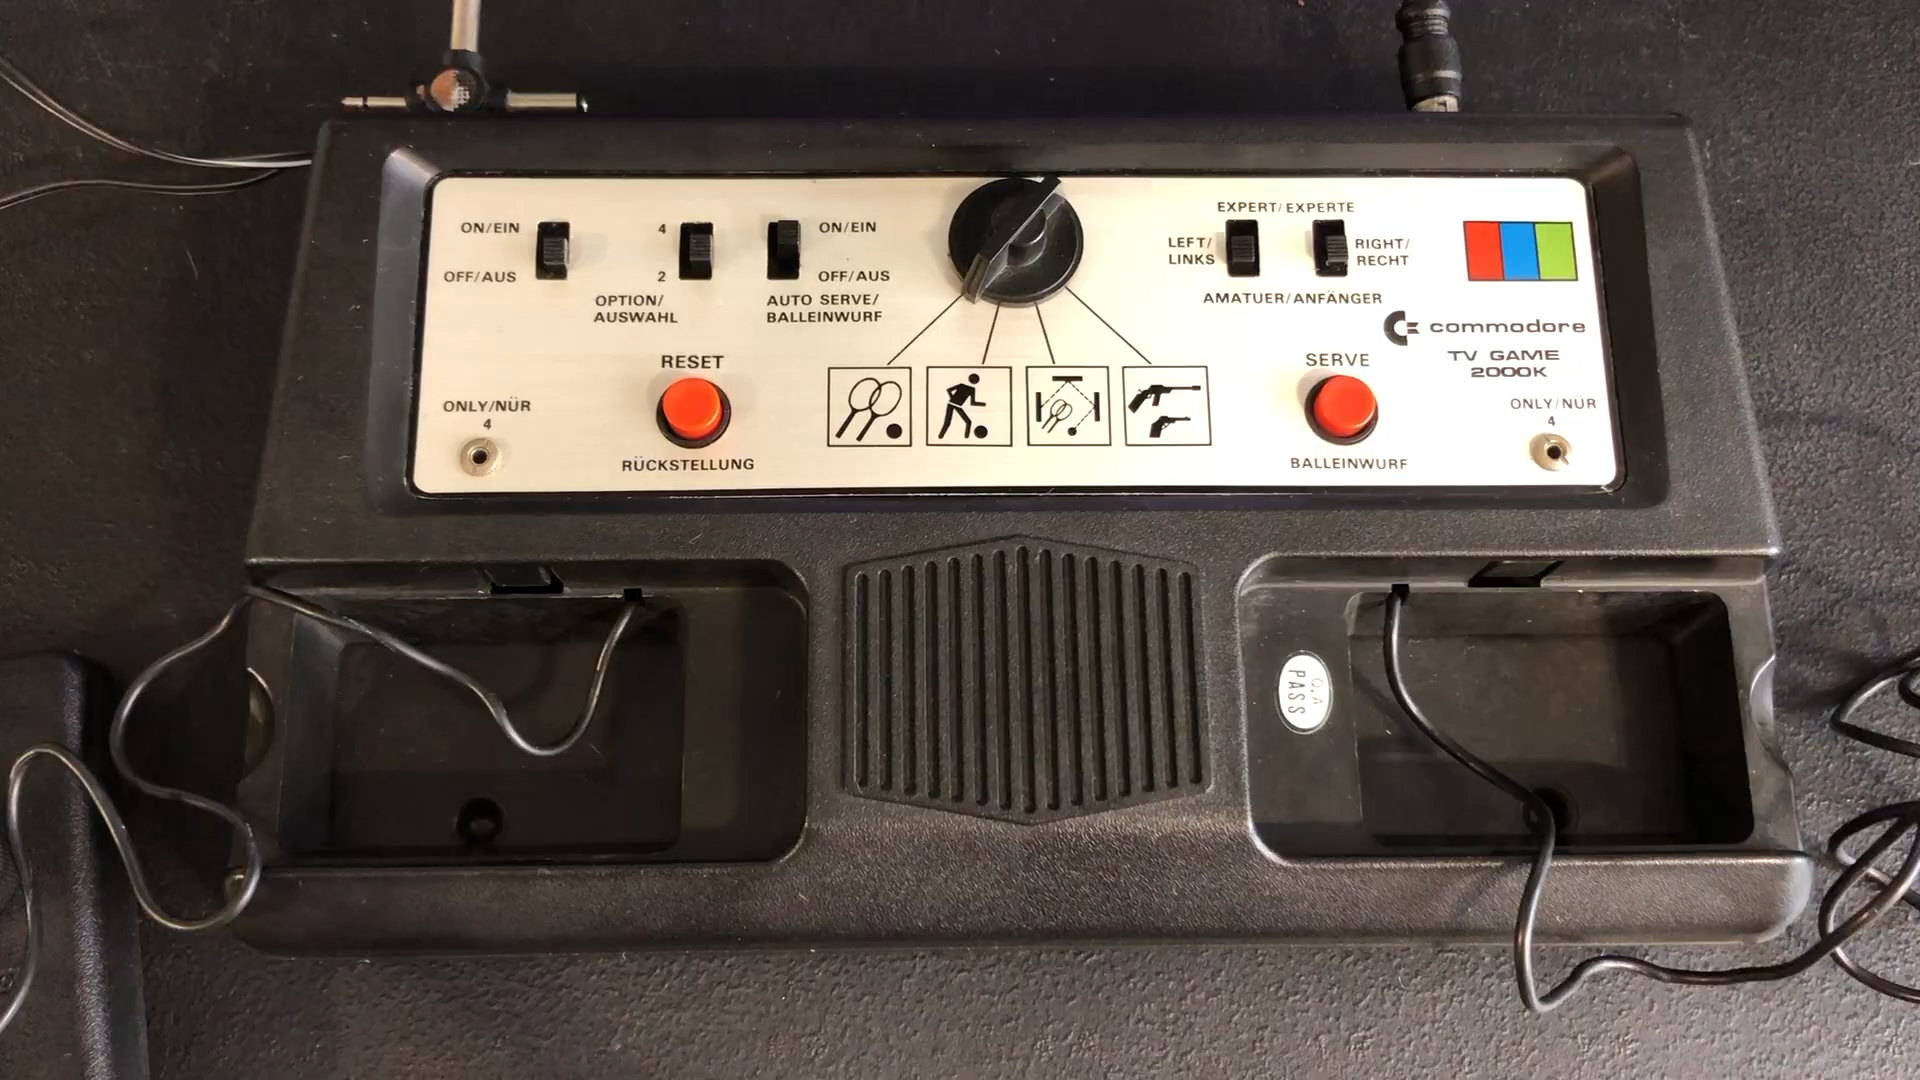 ON/EIN
OFF/AUS
4
2
OPTION/
AUSWAHL
ON/EIN
OFF/AUS
AUTO SERVE/
BALLEINWURF
EXPERT/EXPERTE
LEFT/
LINKS
RIGHT/
RECHT
AMATUER/ANFÄNGER
commodore
TV GAME
2000K
RESET
RÜCKSTELLUNG
SERVE
BALLEINWURF
ONLY/NÜR
4
ONLY/NÜR
4
Q.A
PASS